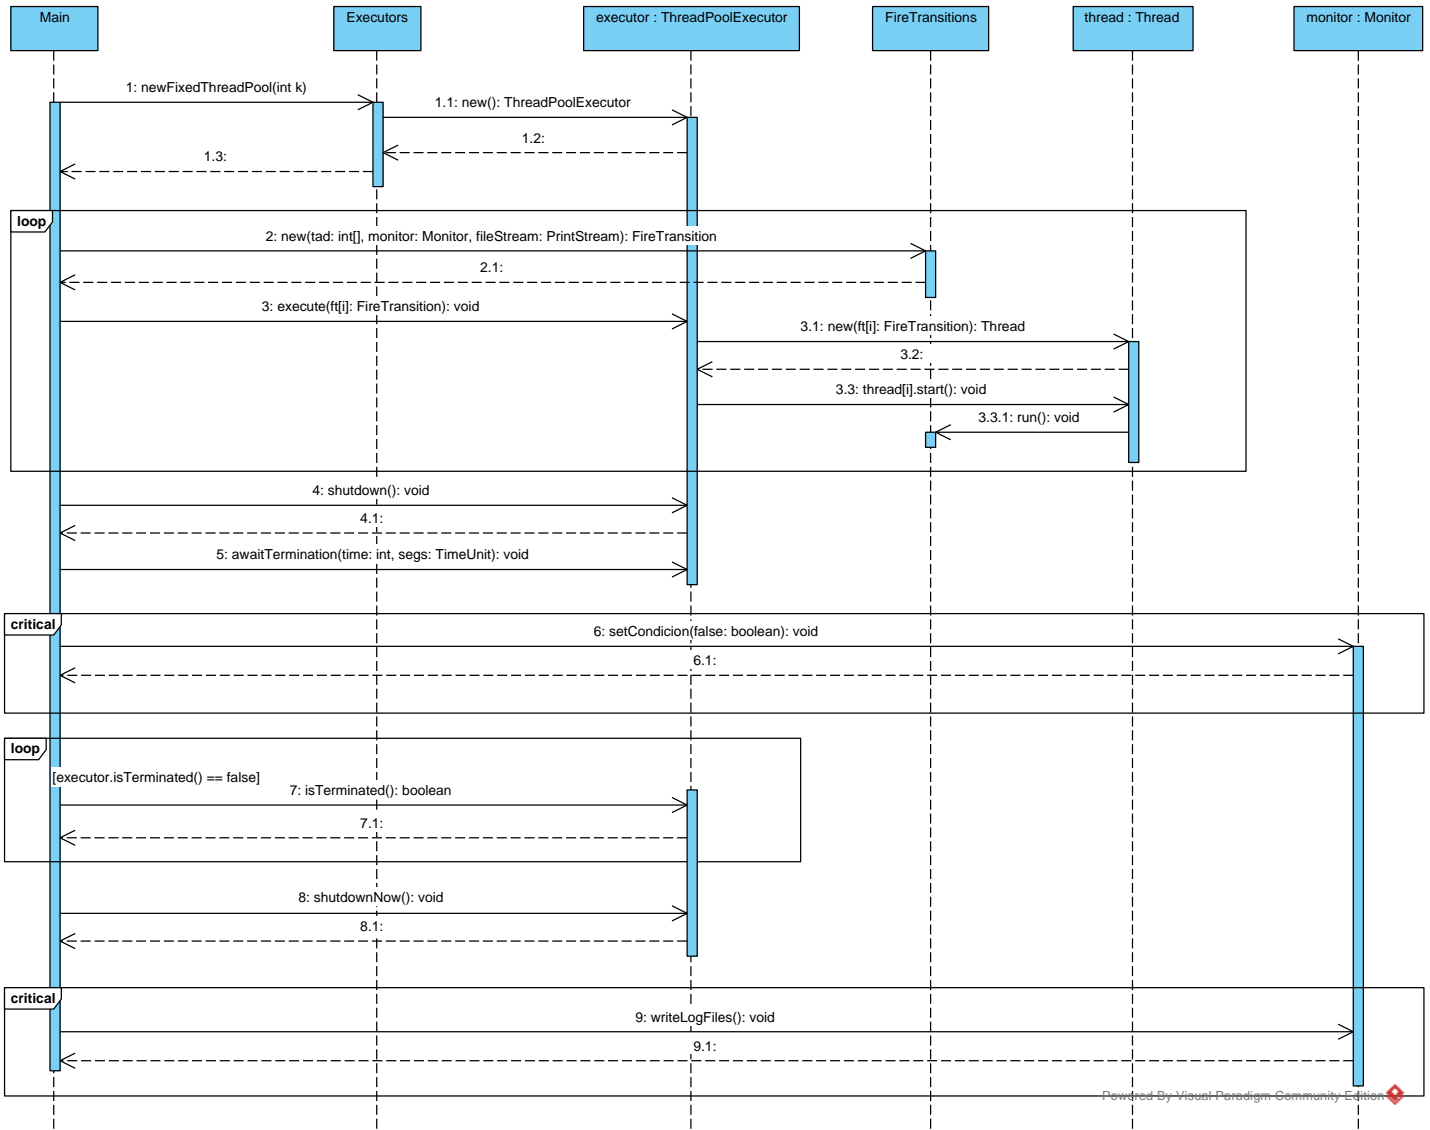 Main
Executors
executor : ThreadPoolExecutor
FireTransitions
thread : Thread
monitor : Monitor
1: newFixedThreadPool(int k)
1.1: new(): ThreadPoolExecutor
1.2:
1.3:
loop
2: new(tad: int[], monitor: Monitor, fileStream: PrintStream): FireTransition
2.1:
3: execute(ft[i]: FireTransition): void
3.1: new(ft[i]: FireTransition): Thread
3.2:
3.3: thread[i].start(): void
3.3.1: run(): void
4: shutdown(): void
4.1:
5: awaitTermination(time: int, segs: TimeUnit): void
critical
6: setCondicion(false: boolean): void
6.1:
loop
[executor.isTerminated() == false]
7: isTerminated(): boolean
7.1:
8: shutdownNow(): void
8.1:
critical
9: writeLogFiles(): void
9.1:
Powered By Visual Paradigm Community Edition